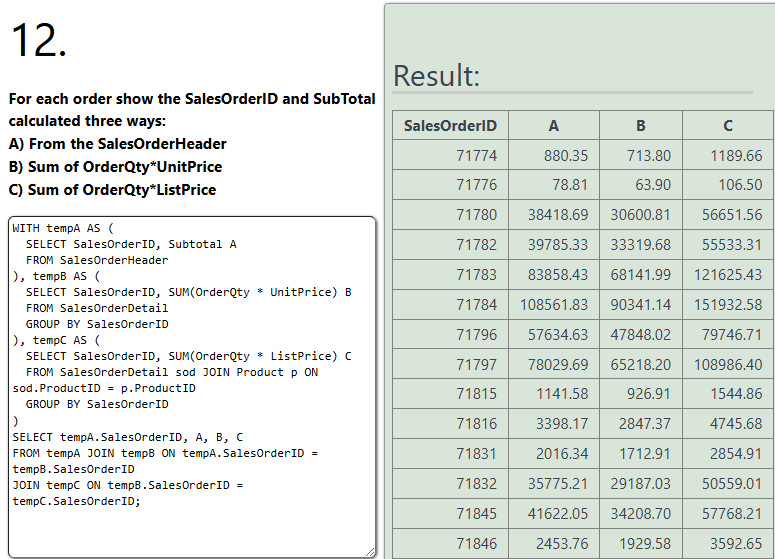 12.
For each order show the SalesOrderID and SubTotal
calculated three ways:
A) From the SalesOrderHeader
B) Sum of OrderQty*UnitPrice
C) Sum of OrderQty*ListPrice
WITH tempA AS (
  SELECT SalesOrderID, Subtotal A
  FROM SalesOrderHeader
), tempB AS (
  SELECT SalesOrderID, SUM(OrderQty * UnitPrice) B
  FROM SalesOrderDetail
  GROUP BY SalesOrderID
), tempC AS (
  SELECT SalesOrderID, SUM(OrderQty * ListPrice) C
  FROM SalesOrderDetail sod JOIN Product p ON
sod.ProductID = p.ProductID
  GROUP BY SalesOrderID
)
SELECT tempA.SalesOrderID, A, B, C
FROM tempA JOIN tempB ON tempA.SalesOrderID =
tempB.SalesOrderID
JOIN tempC ON tempB.SalesOrderID =
tempC.SalesOrderID;
Result:
SalesOrderID A B C
71774 880.35 713.80 1189.66
71776 78.81 63.90 106.50
71780 38418.69 30600.81 56651.56
71782 39785.33 33319.68 55533.31
71783 83858.43 68141.99 121625.43
71784 108561.83 90341.14 151932.58
71796 57634.63 47848.02 79746.71
71797 78029.69 65218.20 108986.40
71815 1141.58 926.91 1544.86
71816 3398.17 2847.37 4745.68
71831 2016.34 1712.91 2854.91
71832 35775.21 29187.03 50559.01
71845 41622.05 34208.70 57768.21
71846 2453.76 1929.58 3592.65